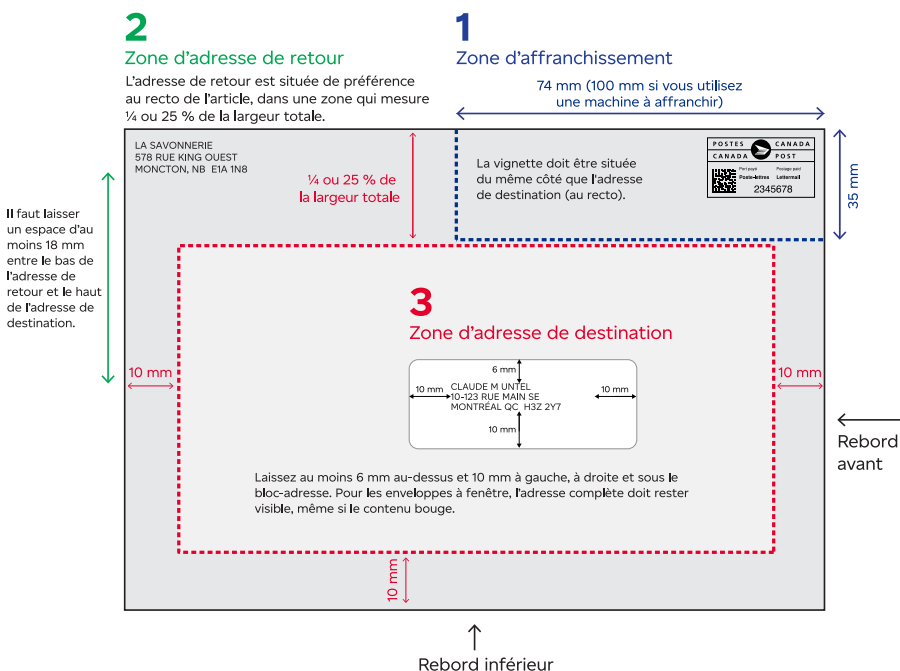 2
Zone d'adresse de retour
L'adresse de retour est située de préférence
au recto de l'article, dans une zone qui mesure
¼ ou 25 % de la largeur totale.
1
Zone d'affranchissement
74 mm (100 mm si vous utilisez
une machine à affranchir)
LA SAVONNERIE
578 RUE KING OUEST
MONCTON, NB  E1A 1N8
¼ ou 25 % de
la largeur totale
La vignette doit être située
du même côté que l'adresse
de destination (au recto).
POSTES CANADA
CANADA POST
Port payé Postage paid
Poste-lettres Lettermail
2345678
35 mm
Il faut laisser
un espace d'au
moins 18 mm
entre le bas de
l'adresse de
retour et le haut
de l'adresse de
destination.
3
Zone d'adresse de destination
10 mm
10 mm
6 mm
10 mm
CLAUDE M UNTEL
10-123 RUE MAIN SE
MONTRÉAL QC  H3Z 2Y7
10 mm
10 mm
Rebord
avant
Laissez au moins 6 mm au-dessus et 10 mm à gauche, à droite et sous le
bloc-adresse. Pour les enveloppes à fenêtre, l'adresse complète doit rester
visible, même si le contenu bouge.
10 mm
Rebord inférieur